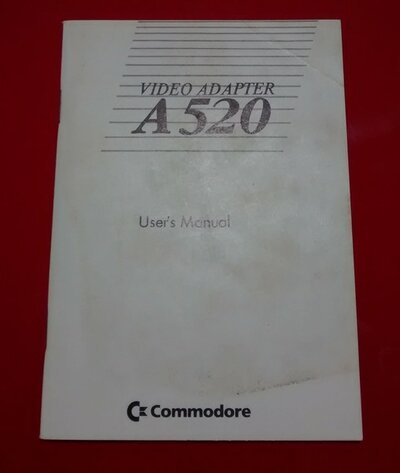 VIDEO ADAPTER
A520
User's Manual
Commodore